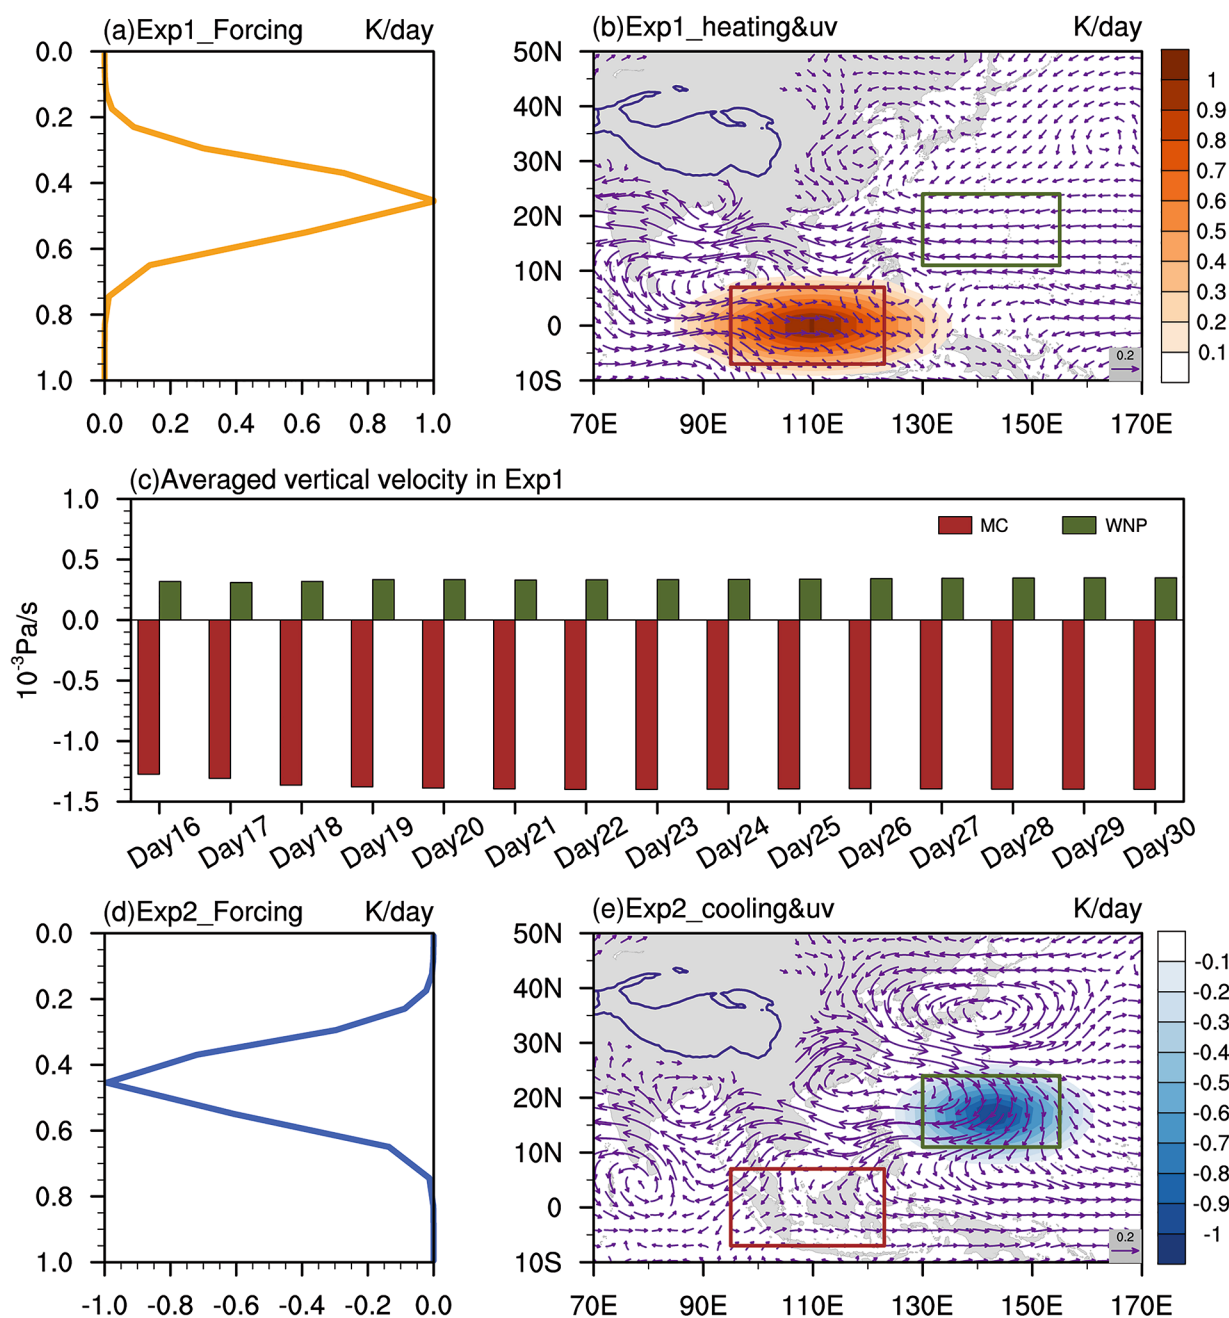 (a)Exp1_Forcing K/day
0.0
0.2
0.4
0.6
0.8
1.0
0.0 0.2 0.4 0.6 0.8 1.0
(b)Exp1_heating&uv K/day
50N
40N
30N
20N
10N
0
10S
70E 90E 110E 130E 150E 170E
0.2
1
0.9
0.8
0.7
0.6
0.5
0.4
0.3
0.2
0.1
(c)Averaged vertical velocity in Exp1
10⁻³Pa/s
1.0
0.5
0.0
-0.5
-1.0
-1.5
MC WNP
Day16 Day17 Day18 Day19 Day20 Day21 Day22 Day23 Day24 Day25 Day26 Day27 Day28 Day29 Day30
(d)Exp2_Forcing K/day
0.0
0.2
0.4
0.6
0.8
1.0
-1.0 -0.8 -0.6 -0.4 -0.2 0.0
(e)Exp2_cooling&uv K/day
50N
40N
30N
20N
10N
0
10S
70E 90E 110E 130E 150E 170E
0.2
-0.1
-0.2
-0.3
-0.4
-0.5
-0.6
-0.7
-0.8
-0.9
-1